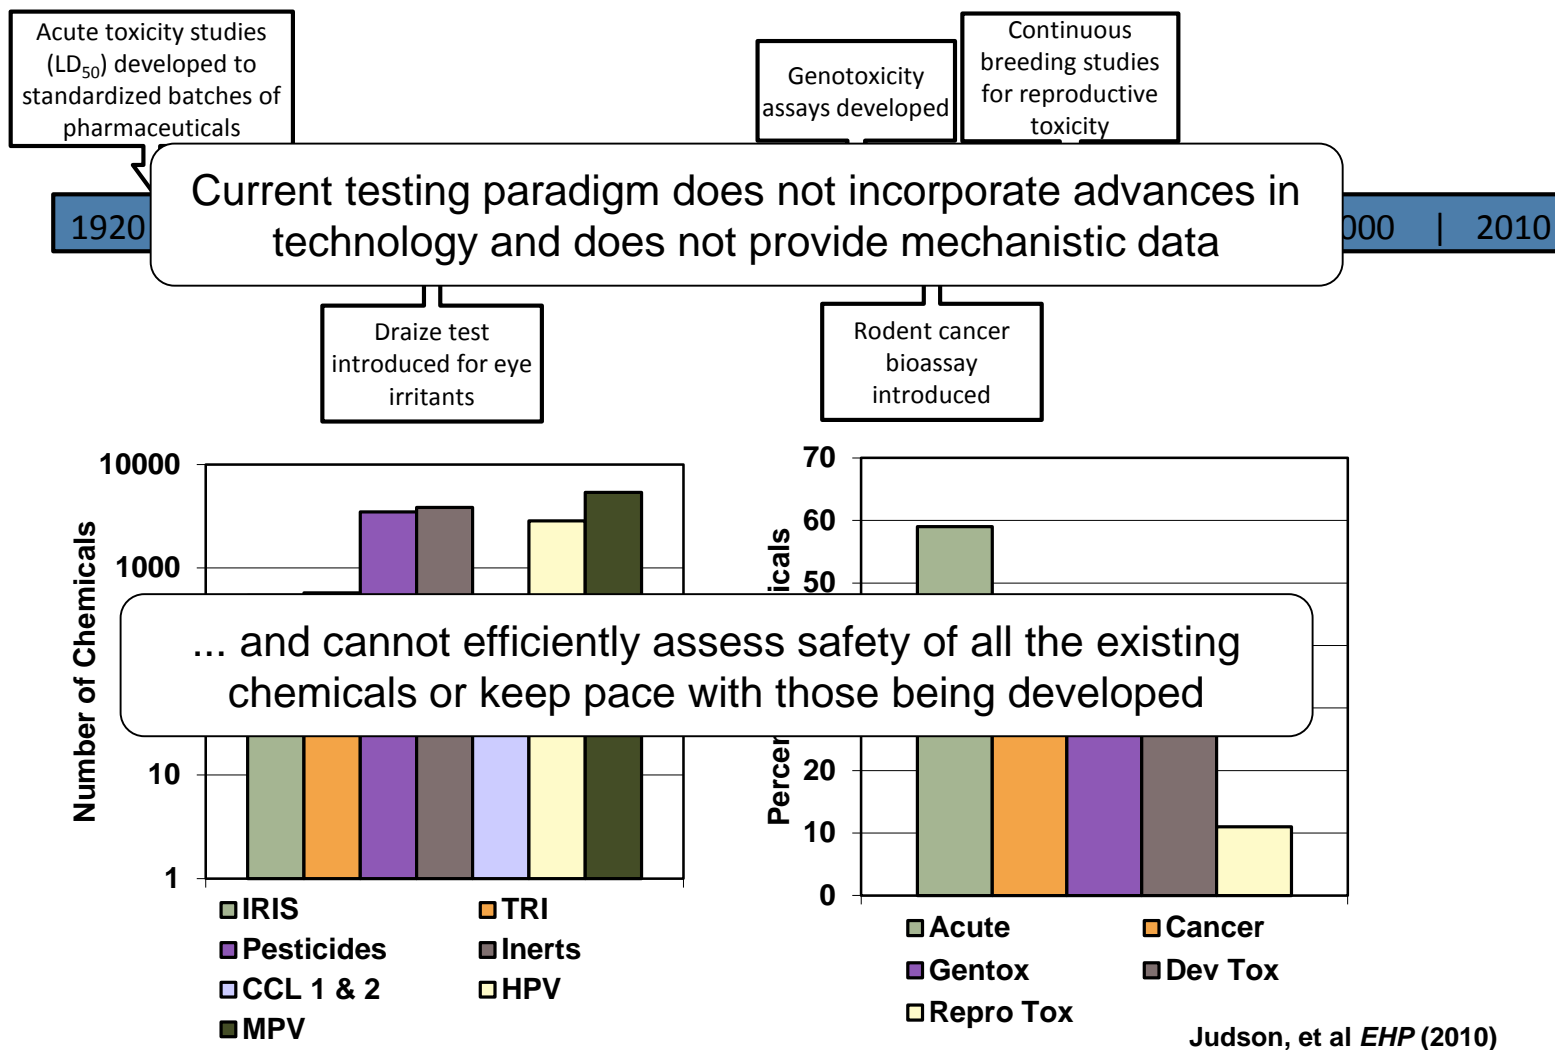 Acute toxicity studies
(LD50) developed to
standardized batches of
pharmaceuticals
Genotoxicity
assays developed
Continuous
breeding studies
for reproductive
toxicity
Current testing paradigm does not incorporate advances in
technology and does not provide mechanistic data
1920
000 | 2010
Draize test
introduced for eye
irritants
Rodent cancer
bioassay
introduced
10000
1000
10
1
Number of Chemicals
70
60
50
20
10
0
... and cannot efficiently assess safety of all the existing
chemicals or keep pace with those being developed
IRIS
TRI
Pesticides
Inerts
CCL 1 & 2
HPV
MPV
Acute
Cancer
Gentox
Dev Tox
Repro Tox
Judson, et al EHP (2010)